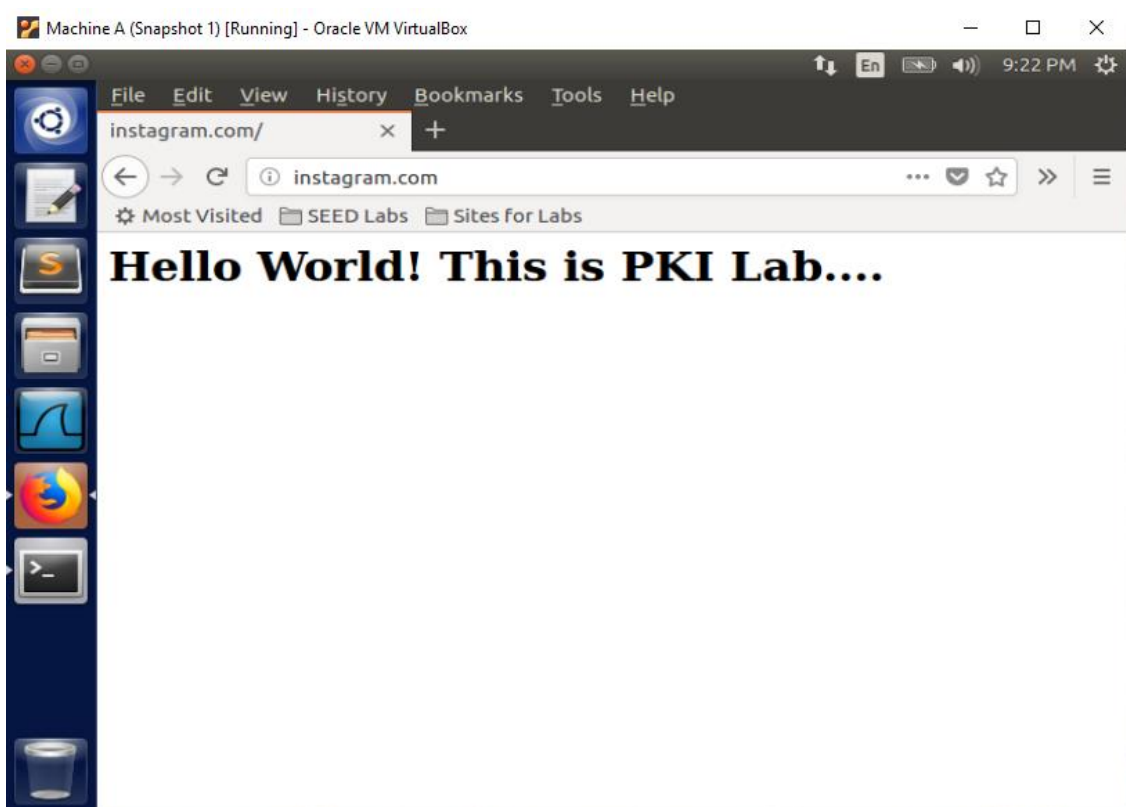 Machine A (Snapshot 1) [Running] - Oracle VM VirtualBox
En 9:22 PM
File Edit View History Bookmarks Tools Help
instagram.com/
instagram.com
Most Visited SEED Labs Sites for Labs
Hello World! This is PKI Lab....